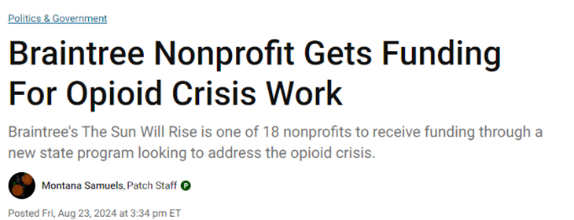 Politics & Government
Braintree Nonprofit Gets Funding
For Opioid Crisis Work
Braintree's The Sun Will Rise is one of 18 nonprofits to receive funding through a
new state program looking to address the opioid crisis.
Montana Samuels, Patch Staff P
Posted Fri, Aug 23, 2024 at 3:34 pm ET